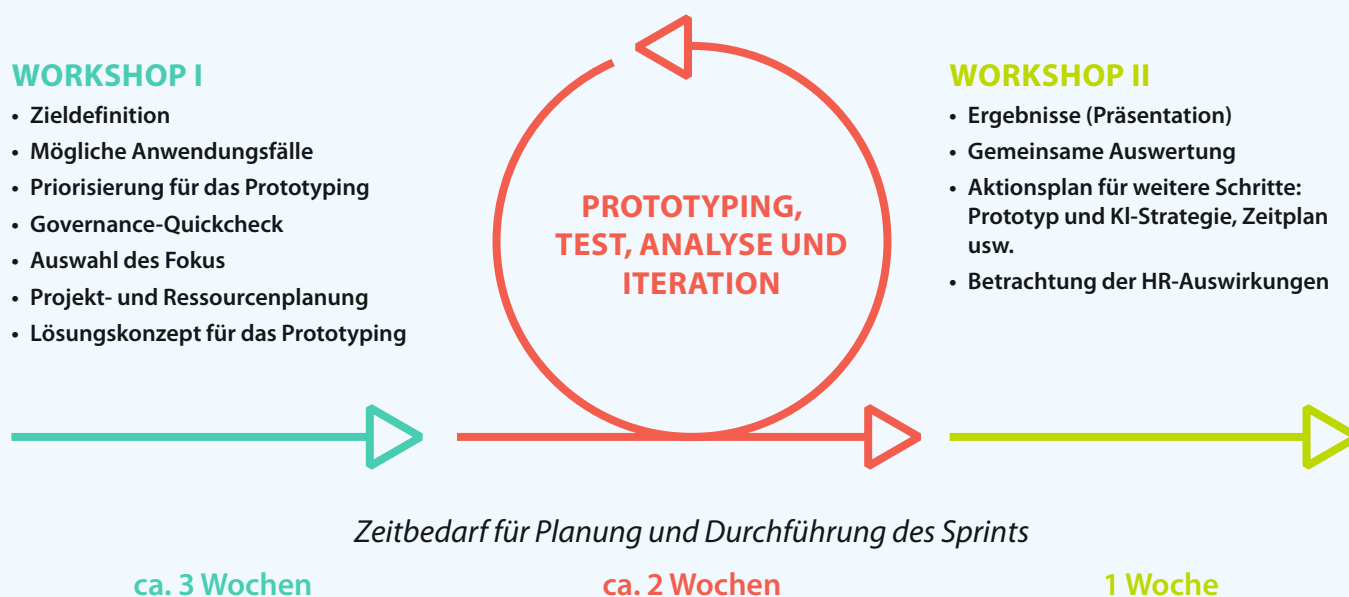 WORKSHOP I
• Zieldefinition
• Mögliche Anwendungsfälle
• Priorisierung für das Prototyping
• Governance-Quickcheck
• Auswahl des Fokus
• Projekt- und Ressourcenplanung
• Lösungskonzept für das Prototyping
PROTOTYPING,
TEST, ANALYSE UND
ITERATION
WORKSHOP II
• Ergebnisse (Präsentation)
• Gemeinsame Auswertung
• Aktionsplan für weitere Schritte:
Prototyp und KI-Strategie, Zeitplan
usw.
• Betrachtung der HR-Auswirkungen
Zeitbedarf für Planung und Durchführung des Sprints
ca. 3 Wochen
ca. 2 Wochen
1 Woche